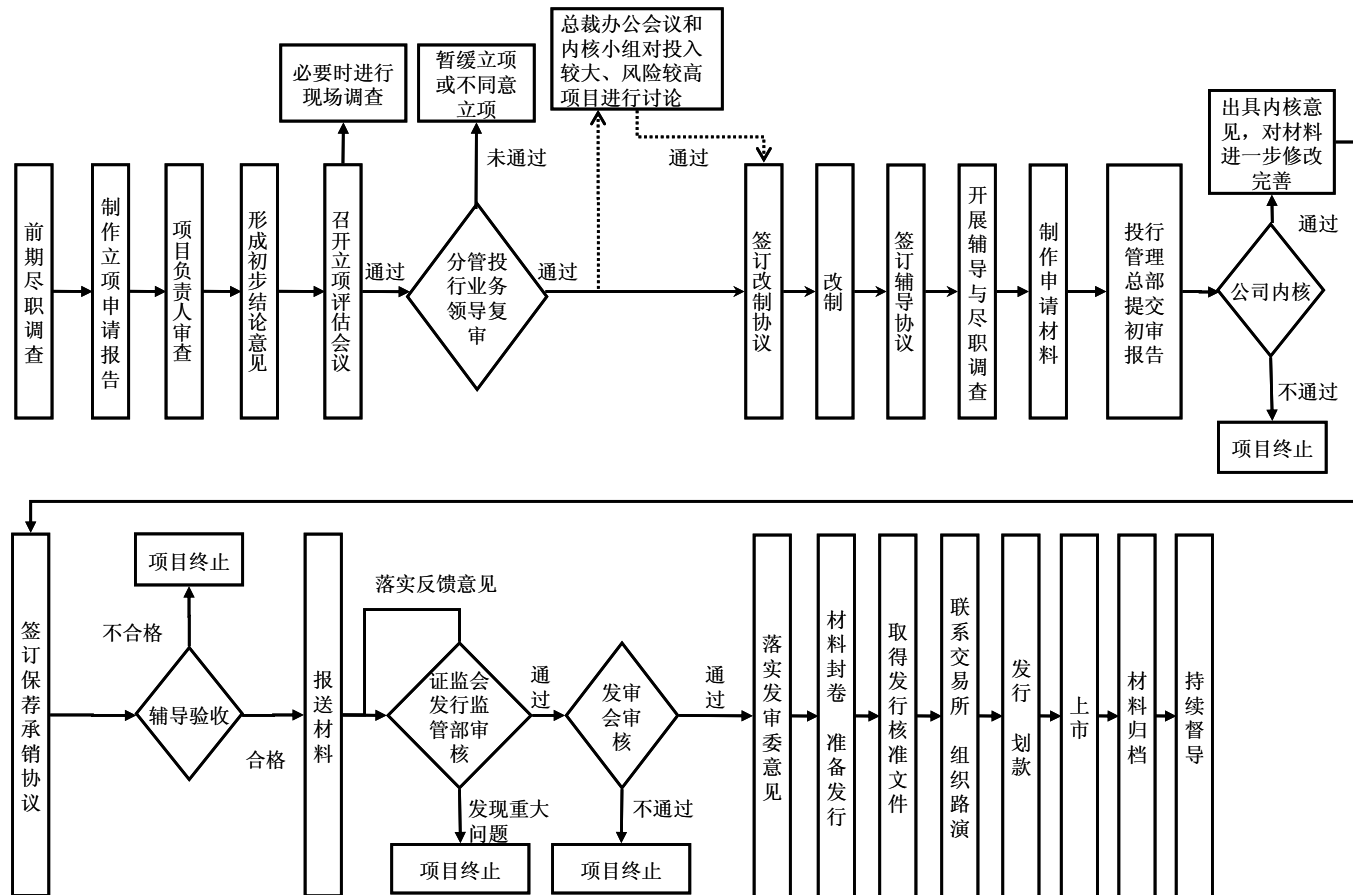 总裁办公会议和
内核小组对投入
较大、风险较高
项目进行讨论
必要时进行
现场调查
暂缓立项
或不同意
立项
出具内核意
见，对材料
进一步修改
完善
未通过
通过
通过
前期尽职调查
制作立项申请报告
项目负责人审查
形成初步结论意见
召开立项评估会议
通过
分管投
行业务
领导复
审
通过
签订改制协议
改制
签订辅导协议
开展辅导与尽职调查
制作申请材料
投行
管理
总部
提交
初审
报告
公司内核
不通过
项目终止
签订保荐承销协议
项目终止
不合格
辅导验收
合格
报送材料
落实反馈意见
证监会
发行监
管部审
核
通过
发现重大
问题
项目终止
发审
会审
核
通过
不通过
项目终止
落实发审委意见
材料封卷 准备发行
取得发行核准文件
联系交易所 组织路演
发行 划款
上市
材料归档
持续督导